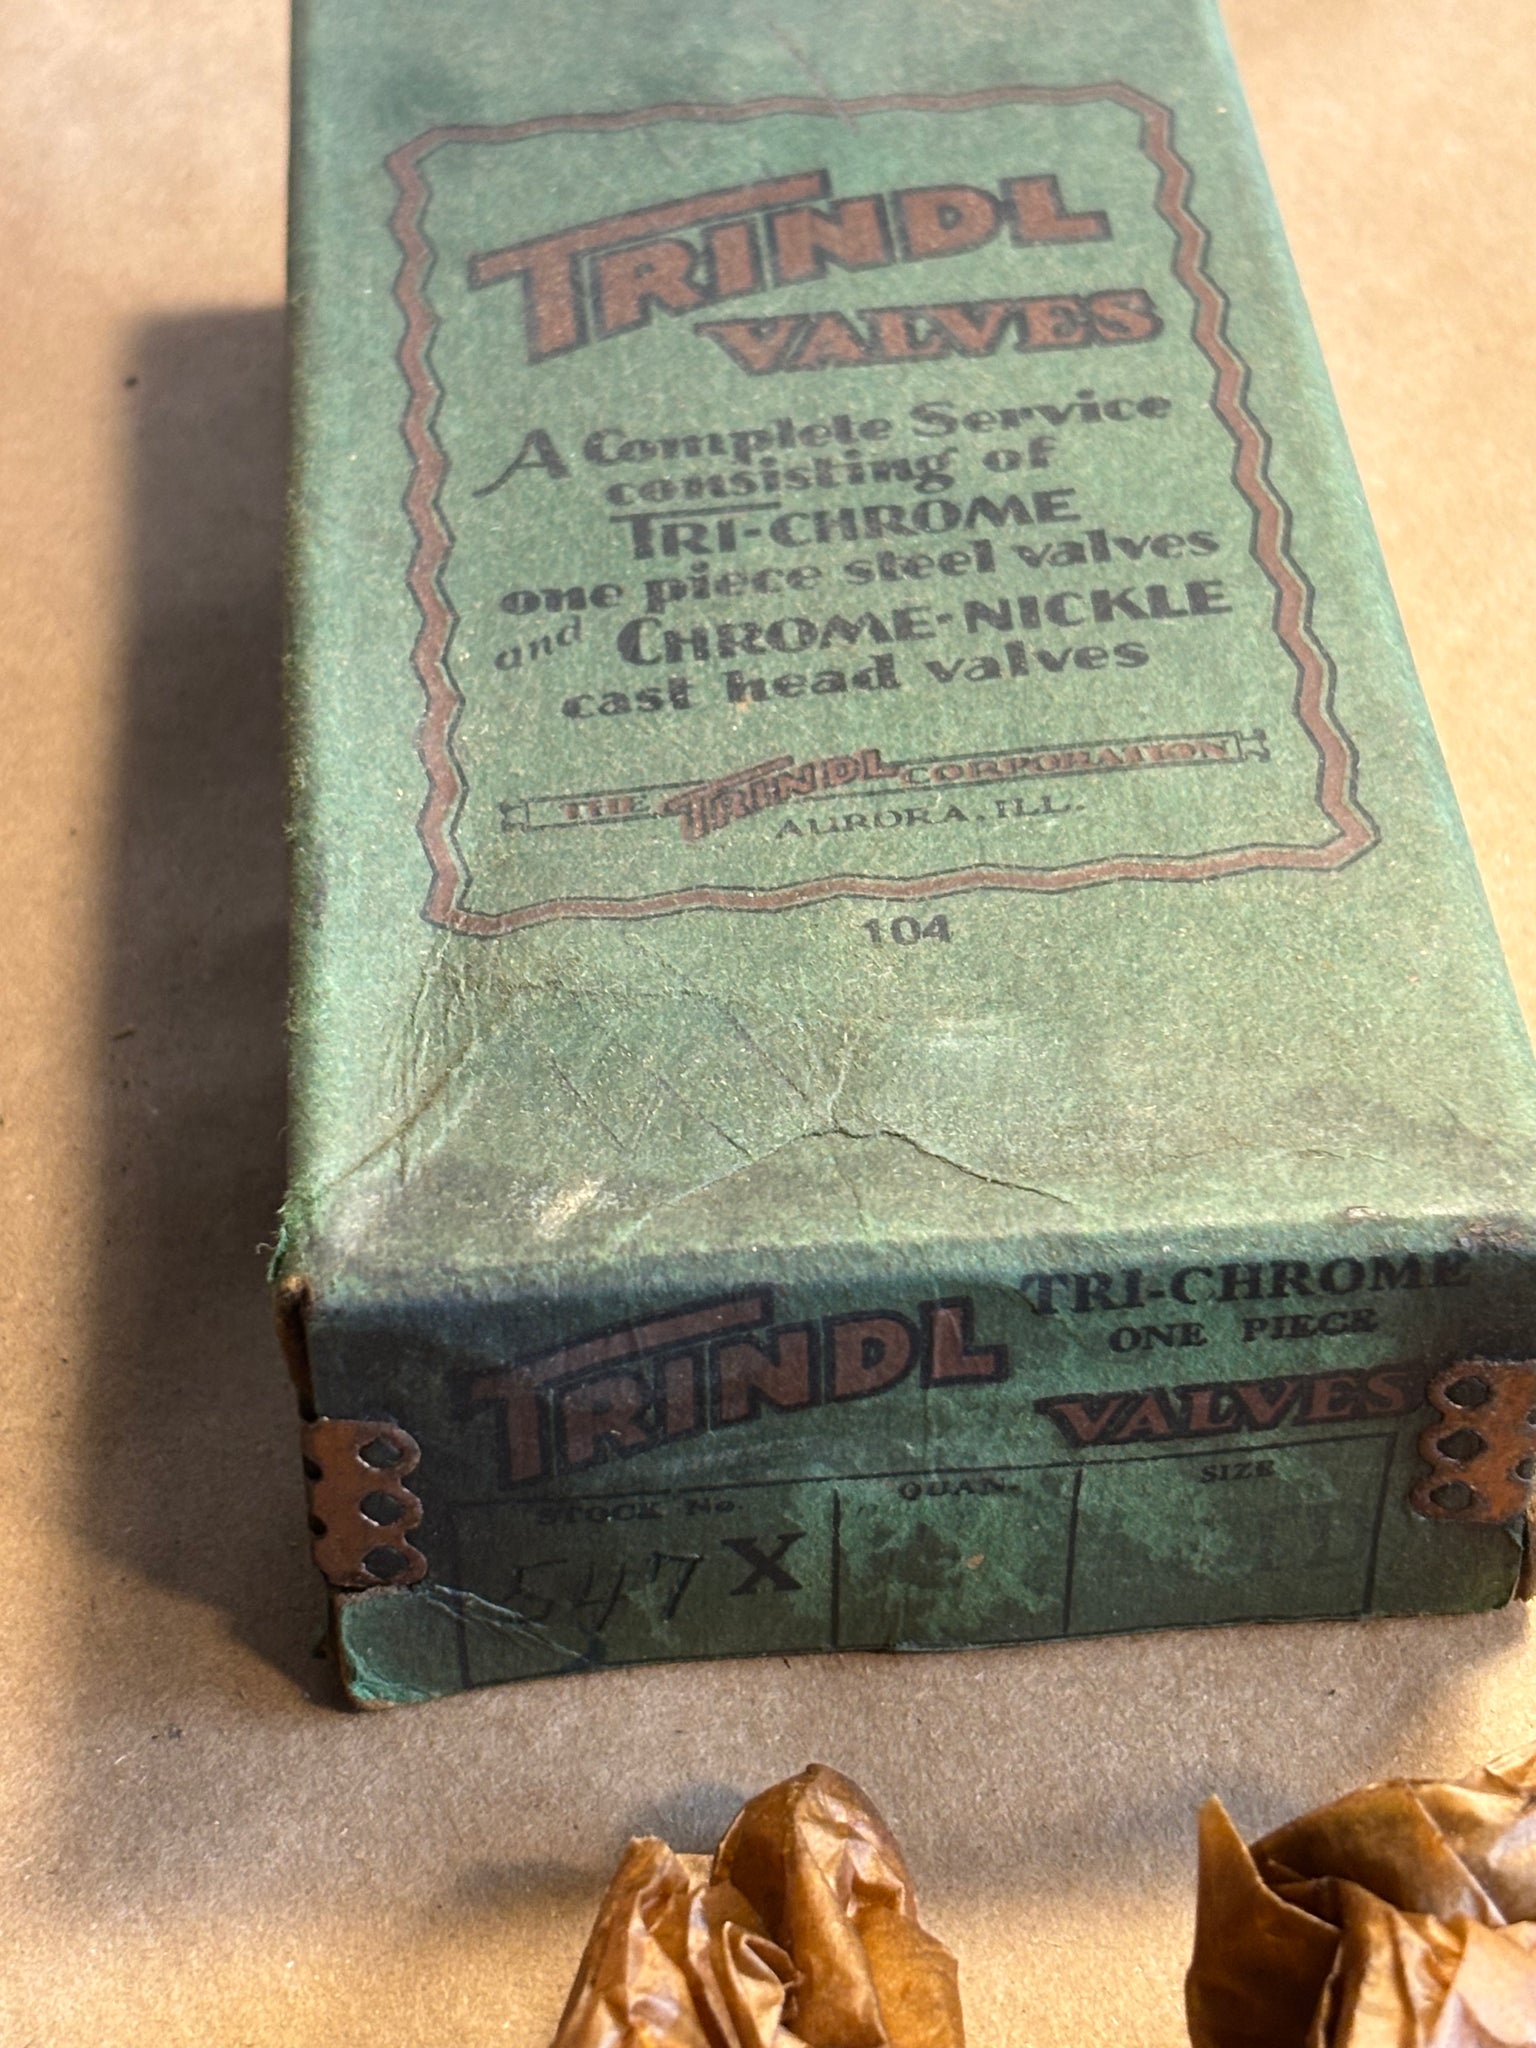 TRINDL
VALVES
A Complete Service
consisting of
TRI-CHROME
one piece steel valves
and CHROME-NICKLE
cast head valves
THE TRINDL CORPORATION
AURORA, ILL.
104
TRINDL TRI-CHROME
ONE PIECE
VALVES
STOCK No. QUAN. SIZE
547 X